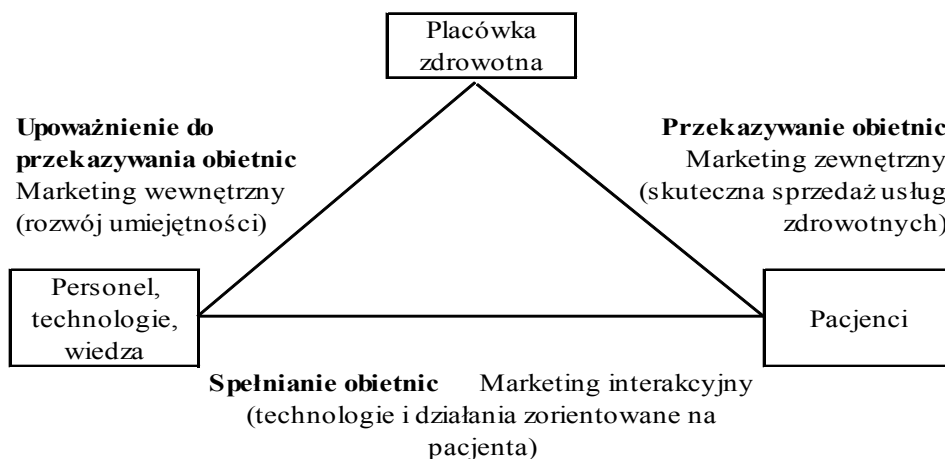 Placówka
zdrowotna
Upoważnienie do
przekazywania obietnic
Marketing wewnętrzny
(rozwój umiejętności)
Przekazywanie obietnic
Marketing zewnętrzny
(skuteczna sprzedaż usług
zdrowotnych)
Personel,
technologie,
wiedza
Pacjenci
Spełnianie obietnic Marketing interakcyjny
(technologie i działania zorientowane na
pacjenta)